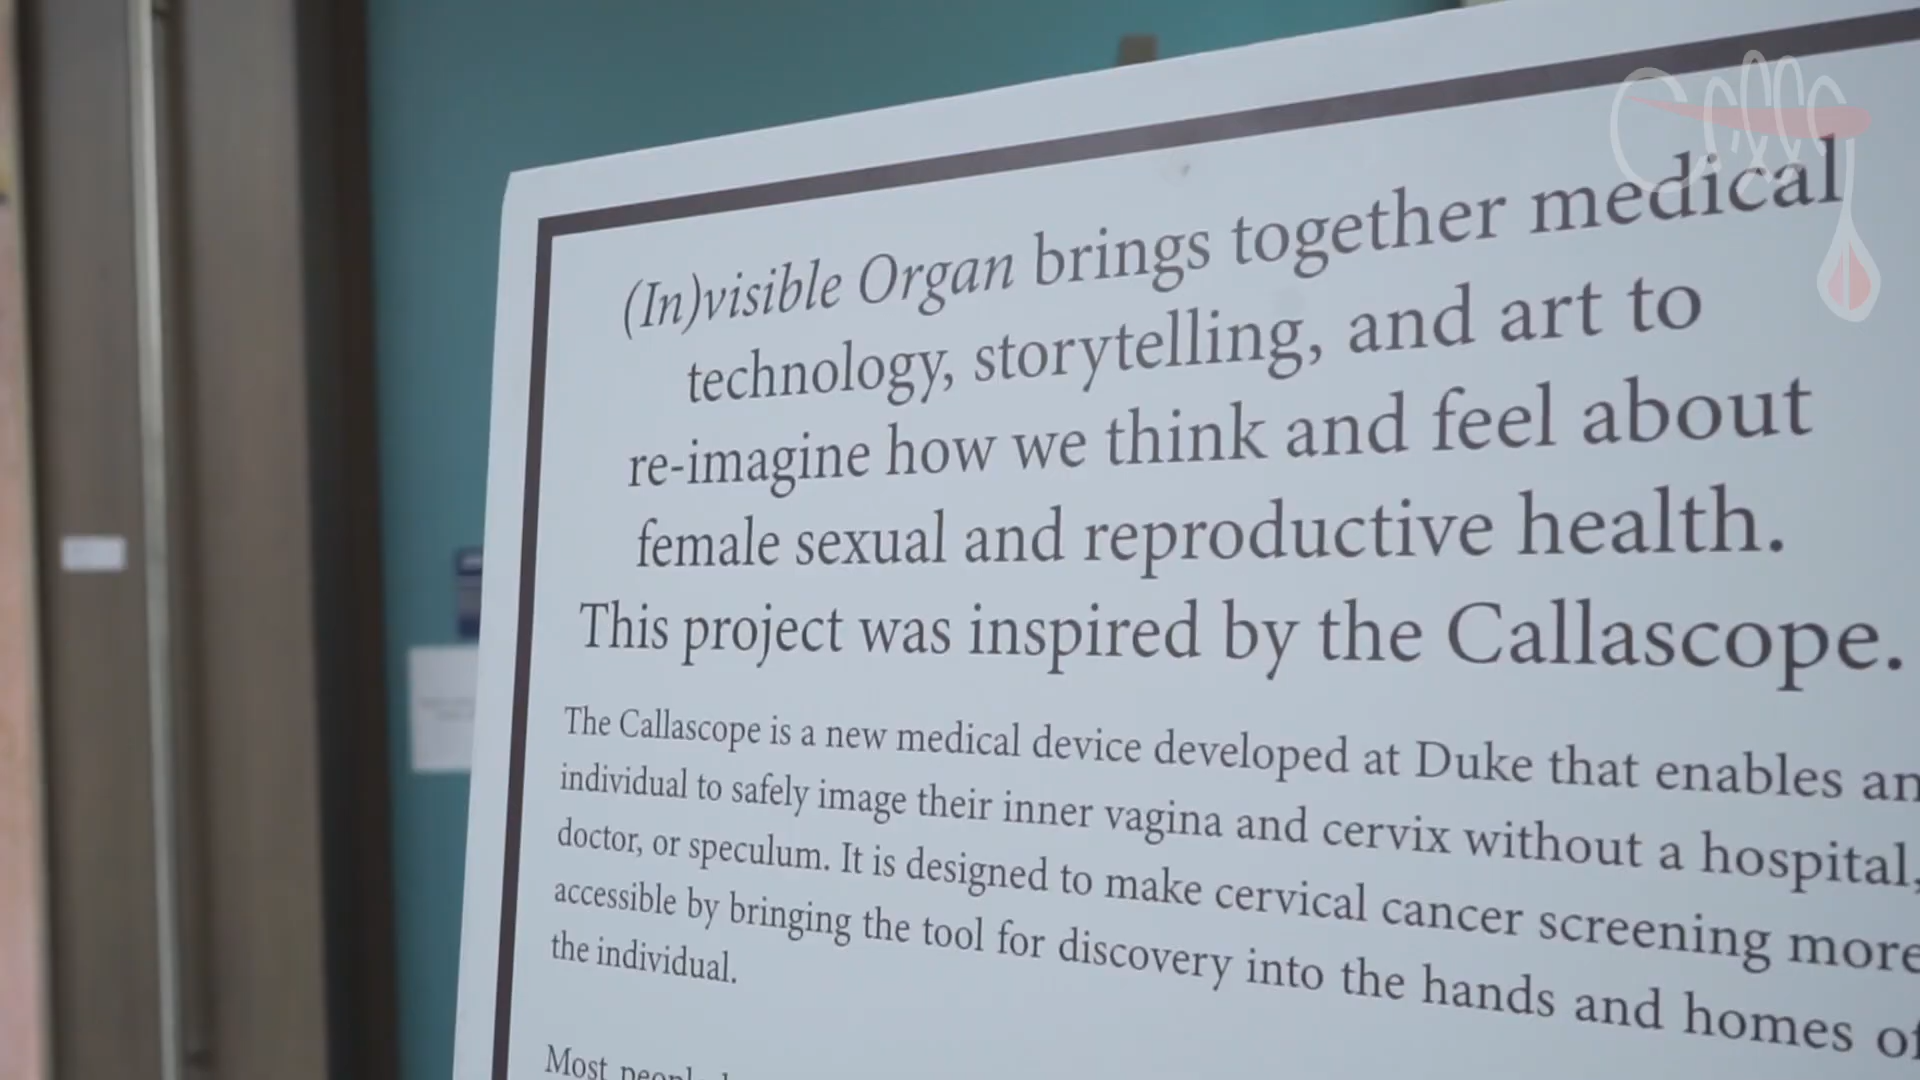 (In)visible Organ brings together medical
technology, storytelling, and art to
re-imagine how we think and feel about
female sexual and reproductive health.
This project was inspired by the Callascope.
The Callascope is a new medical device developed at Duke that enables an
individual to safely image their inner vagina and cervix without a hospital,
doctor, or speculum. It is designed to make cervical cancer screening more
accessible by bringing the tool for discovery into the hands and homes of
the individual.
Most